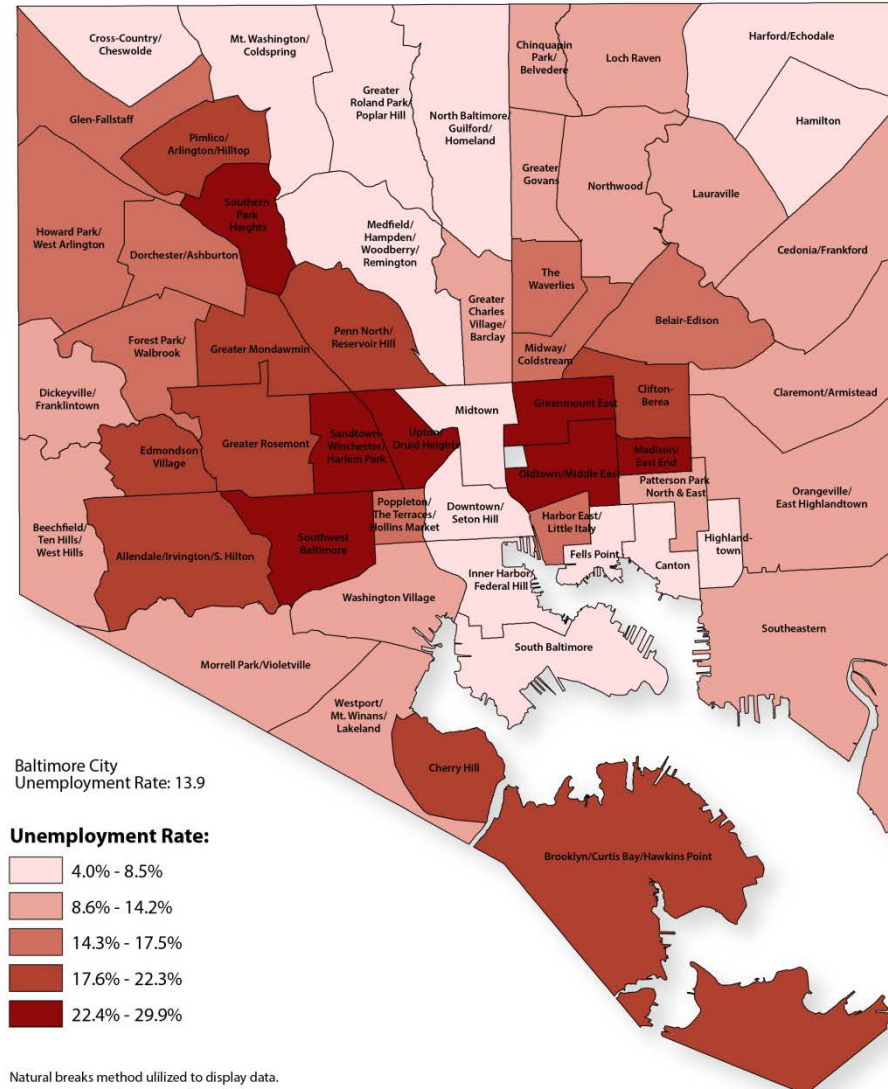 Cross-Country/
Cheswolde
Mt. Washington/
Coldspring
Greater
Roland Park/
Poplar Hill
North Baltimore/
Guilford/
Homeland
Chinquapin
Park/
Belvedere
Loch Raven
Harford/Echodale
Hamilton
Glen-Fallstaff
Pimlico/
Arlington/Hilltop
Southern
Park
Heights
Howard Park/
West Arlington
Dorchester/Ashburton
Medfield/
Hampden/
Woodberry/
Remington
Greater
Govans
Northwood
Lauraville
Cedonia/Frankford
Greater
Charles
Village/
Barclay
The
Waverlies
Belair-Edison
Forest Park/
Walbrook
Greater Mondawmin
Penn North/
Reservoir Hill
Midway/
Coldstream
Dickeyville/
Franklintown
Clifton-
Berea
Claremont/Armistead
Midtown
Greenmount East
Edmondson
Village
Greater Rosemont
Sandtown
Winchester/
Harlem Park
Upton/
Druid Heights
Madison/
East End
Oldtown/Middle East
Patterson Park
North & East
Orangeville/
East Highlandtown
Beechfield/
Ten Hills/
West Hills
Allendale/Irvington/S. Hilton
Southwest
Baltimore
Poppleton/
The Terraces/
Hollins Market
Downtown/
Seton Hill
Harbor East/
Little Italy
Fells Point
Canton
Highland-
town
Inner Harbor/
Federal Hill
Washington Village
Southeastern
South Baltimore
Morrell Park/Violetville
Westport/
Mt. Winans/
Lakeland
Cherry Hill
Brooklyn/Curtis Bay/Hawkins Point
Baltimore City
Unemployment Rate: 13.9
Unemployment Rate:
4.0% - 8.5%
8.6% - 14.2%
14.3% - 17.5%
17.6% - 22.3%
22.4% - 29.9%
Natural breaks method ulilized to display data.